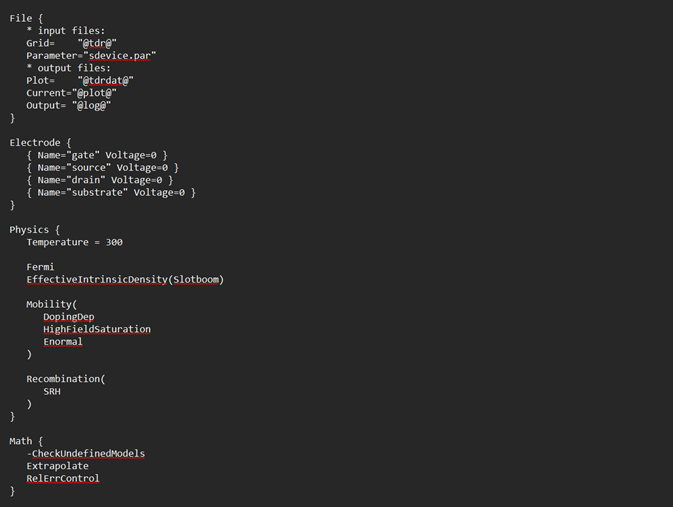 File {
* input files:
Grid= "@tdr@"
Parameter="sdevice.par"
* output files:
Plot= "@tdrdat@"
Current="@plot@"
Output= "@log@"
}
Electrode {
{ Name="gate" Voltage=0 }
{ Name="source" Voltage=0 }
{ Name="drain" Voltage=0 }
{ Name="substrate" Voltage=0 }
}
Physics {
Temperature = 300
Fermi
EffectiveIntrinsicDensity(Slotboom)
Mobility(
DopingDep
HighFieldSaturation
Enormal
)
Recombination(
SRH
)
}
Math {
-CheckUndefinedModels
Extrapolate
RelErrControl
}